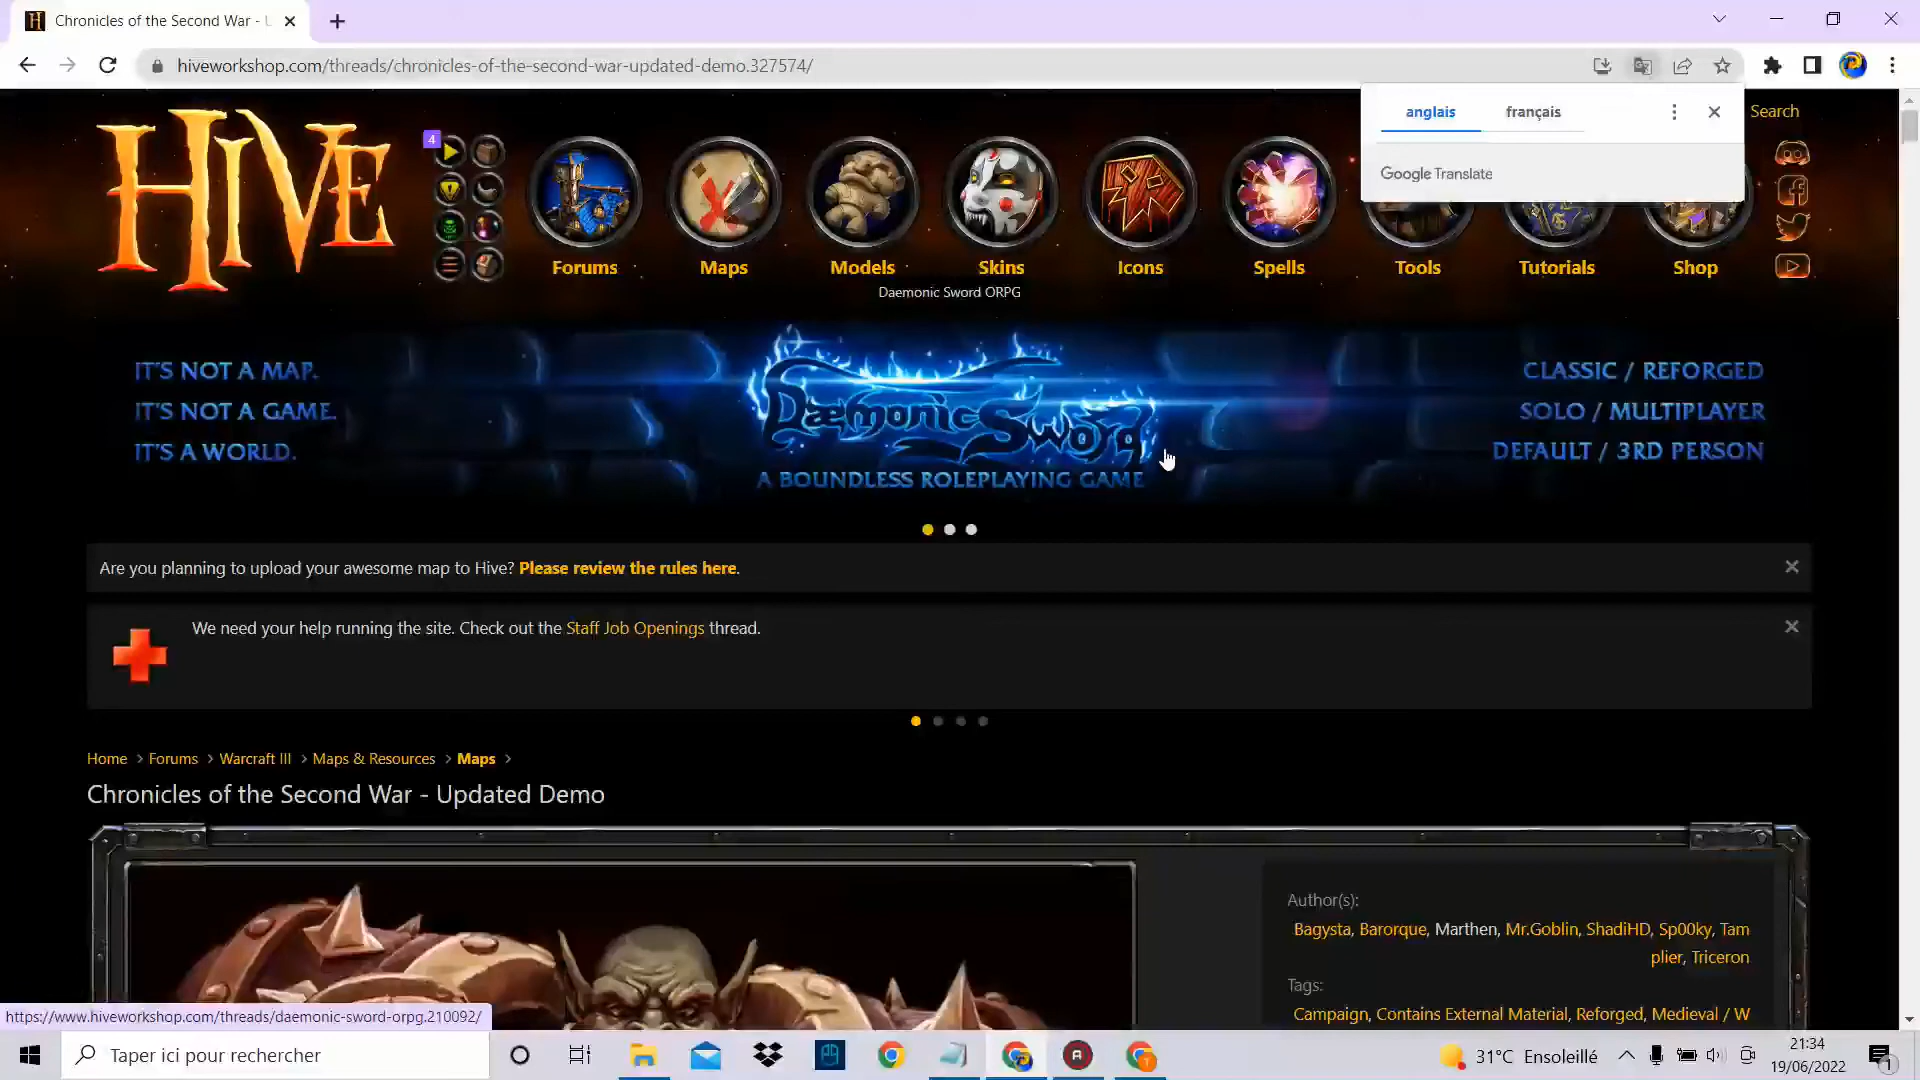 Chronicles of the Second War - U
hiveworkshop.com/threads/chronicles-of-the-second-war-updated-demo.327574/
anglais français
Google Translate
Search
HIVE
4
Forums Maps Models Skins Icons Spells Tools Tutorials Shop
Daemonic Sword ORPG
IT'S NOT A MAP.
IT'S NOT A GAME.
IT'S A WORLD.
Dæmonic Sword
A BOUNDLESS ROLEPLAYING GAME
CLASSIC / REFORGED
SOLO / MULTIPLAYER
DEFAULT / 3RD PERSON
Are you planning to upload your awesome map to Hive? Please review the rules here.
We need your help running the site. Check out the Staff Job Openings thread.
Home > Forums > Warcraft III > Maps & Resources > Maps >
Chronicles of the Second War - Updated Demo
Author(s):
Bagysta, Barorque, Marthen, Mr.Goblin, ShadiHD, Sp00ky, Tam
plier, Triceron
Tags:
Campaign, Contains External Material, Reforged, Medieval / W
https://www.hiveworkshop.com/threads/daemonic-sword-orpg.210092/
Taper ici pour rechercher
31°C Ensoleillé
21:34
19/06/2022
1